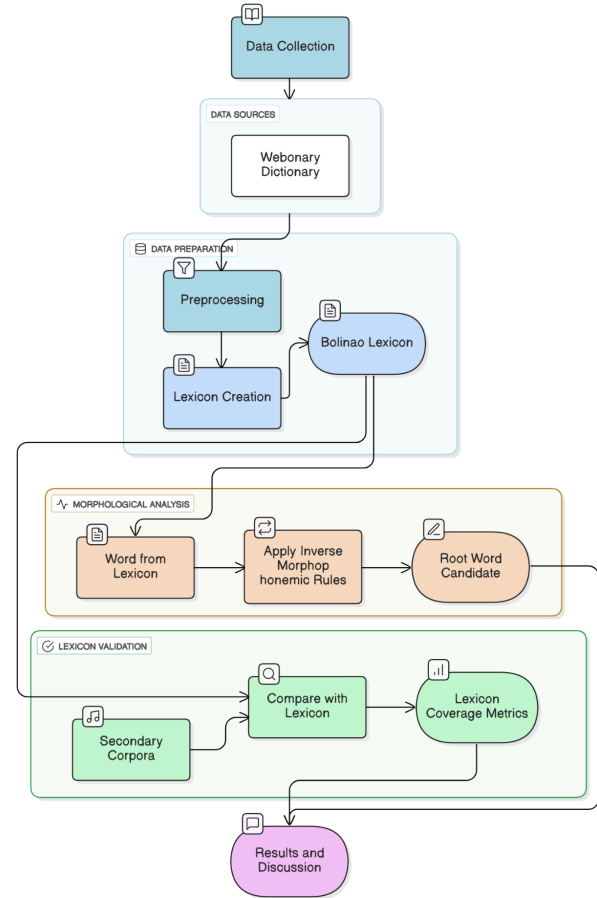 Data Collection
DATA SOURCES
Webonary
Dictionary
DATA PREPARATION
Preprocessing
Bolinao Lexicon
Lexicon Creation
MORPHOLOGICAL ANALYSIS
Word from
Lexicon
Apply Inverse
Morphop
honemic Rules
Root Word
Candidate
LEXICON VALIDATION
Compare with
Lexicon
Lexicon
Coverage Metrics
Secondary
Corpora
Results and
Discussion